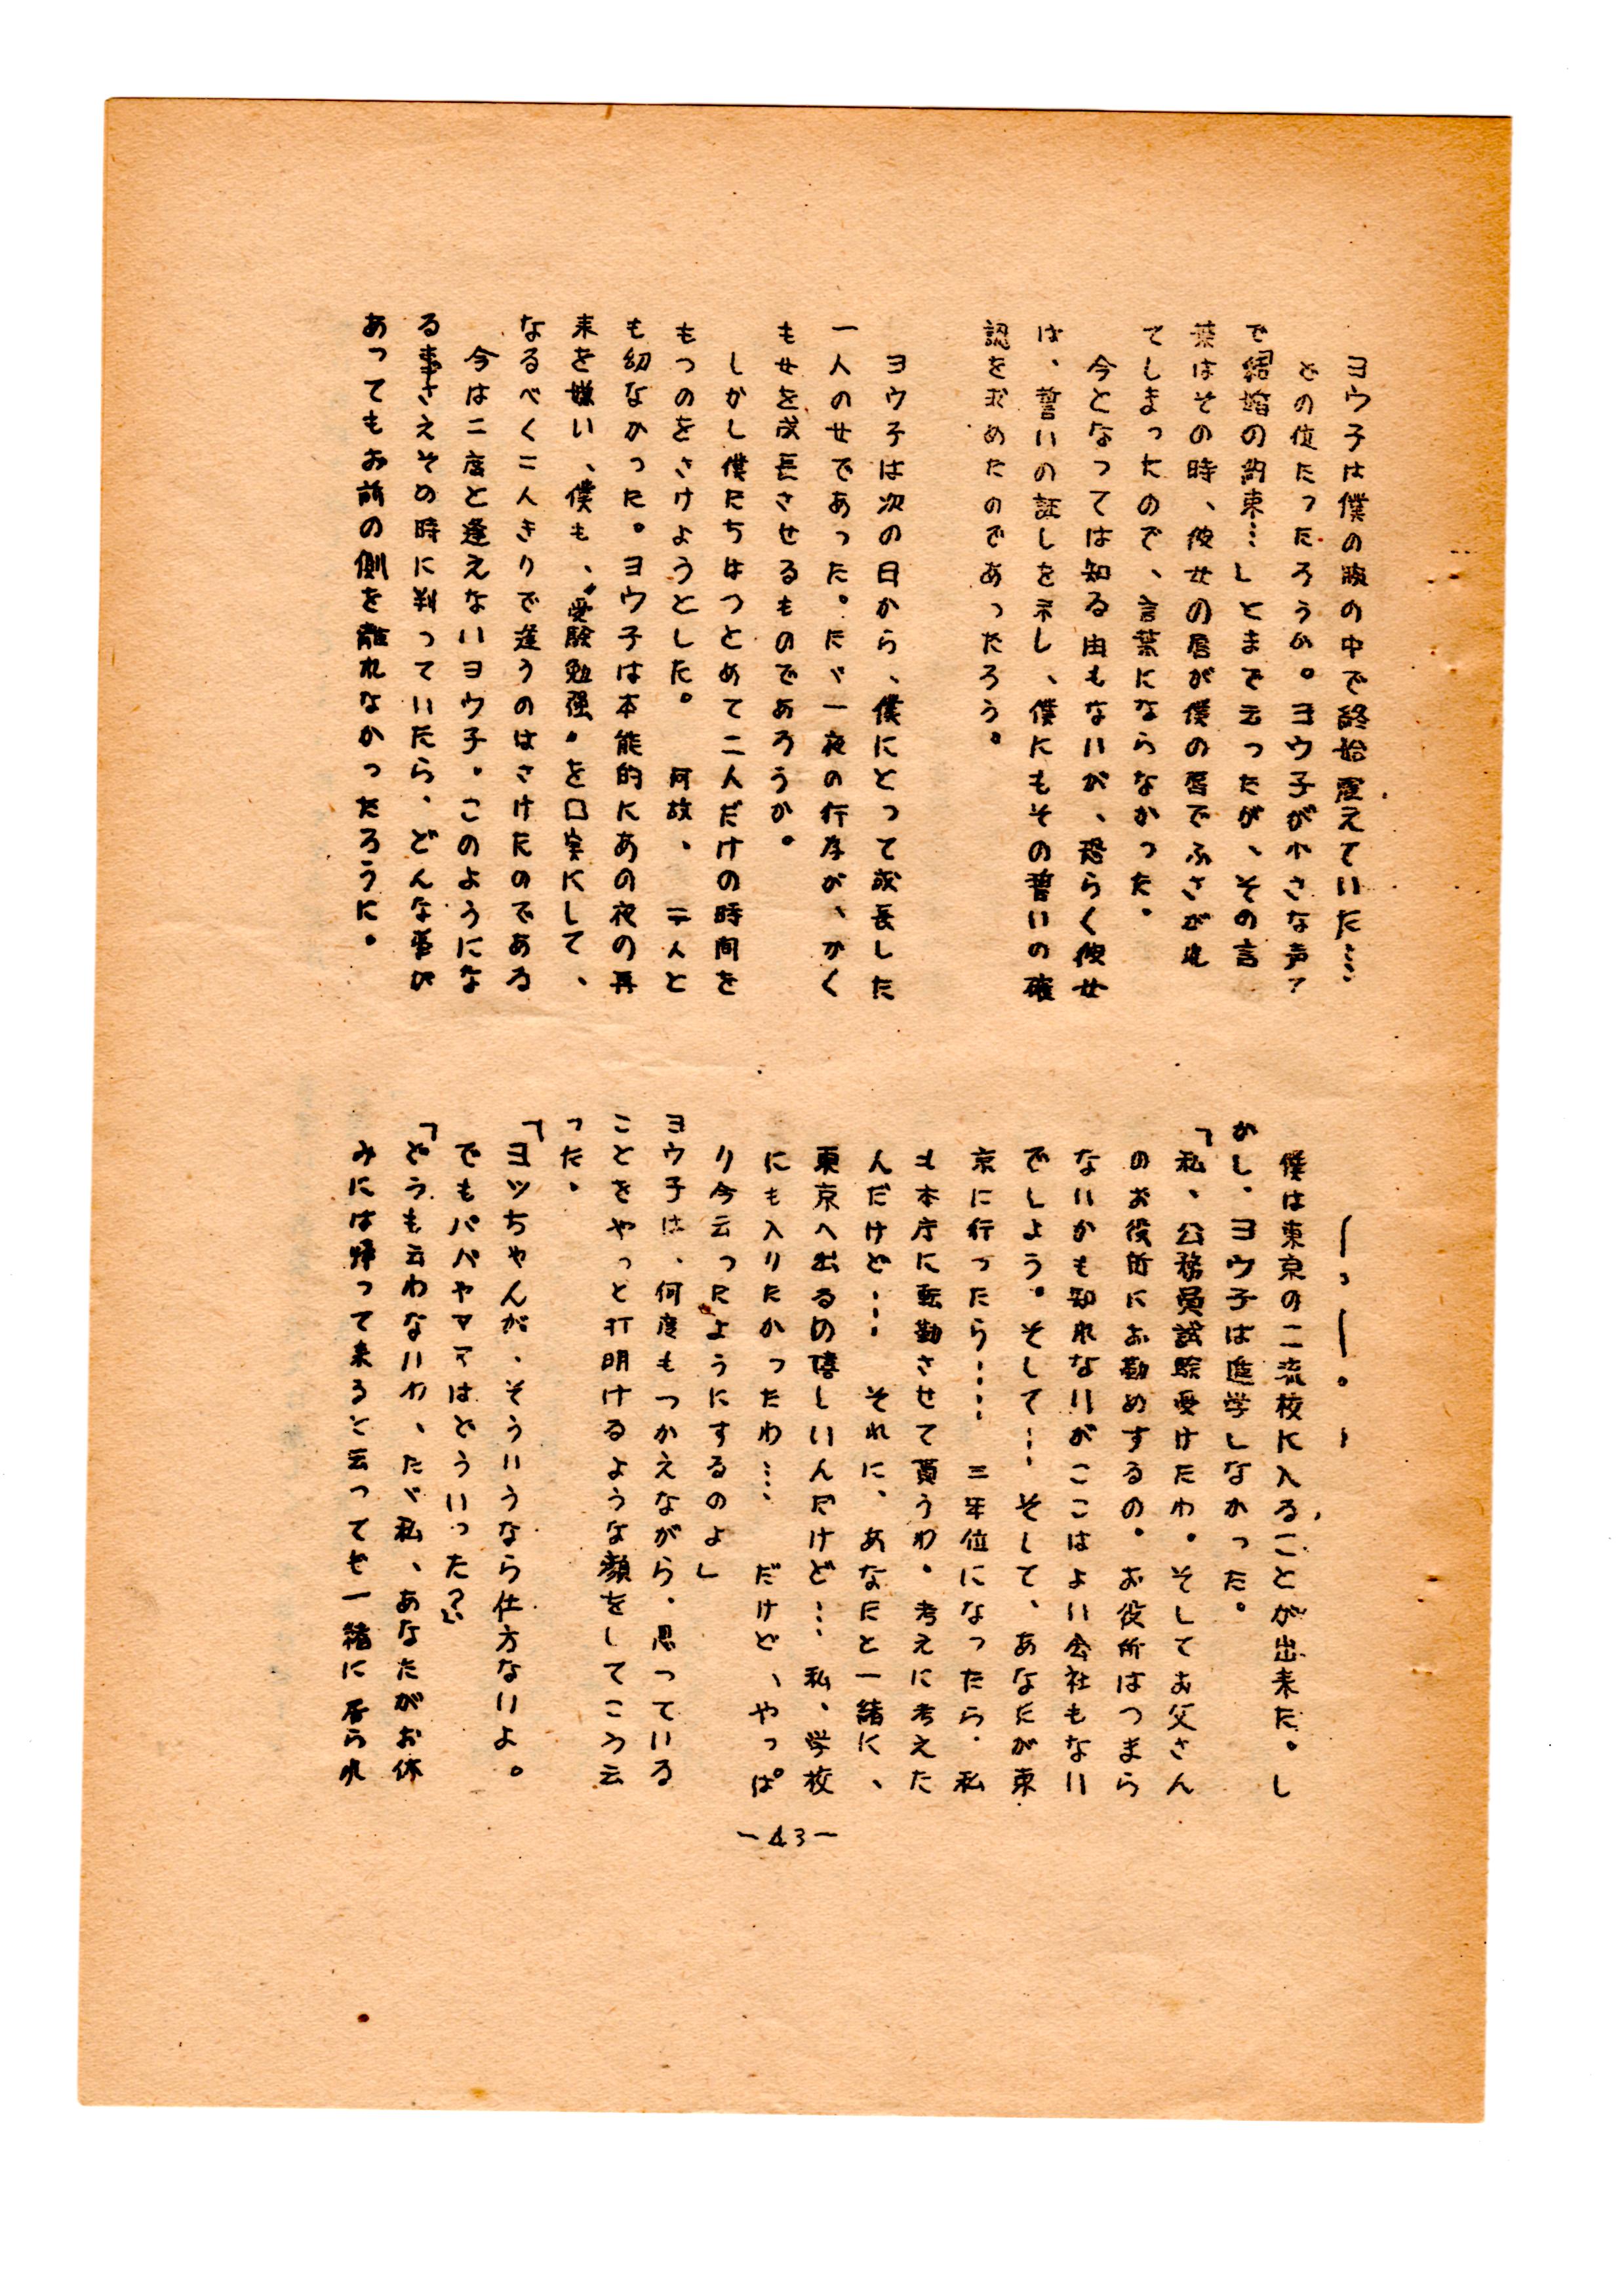 ヨウ子は僕の腕の中で終始震えていた…
どの位たったろうか。ヨウ子が小さな声
で「結婚の約束…」とまで云ったが、その言
葉はその時、彼女の唇が僕の唇でふさがれ
てしまったので、言葉にならなかった。
今となっては知る由もないが、恐らく彼女
は、誓いの証しを示し、僕にもその誓いの確
認を求めたのであったろう。
ヨウ子は次の日から、僕にとって成長した
一人の女であった。たゞ一夜の行為が、かく
も女を成長させるものであろうか。
しかし僕たちはつとめて二人だけの時間を
もつのをさけようとした。何故、二人と
も幼なかった。ヨウ子は本能的にあの夜の再
来を嫌い、僕も、〝受験勉強〟を口実にして、
なるべく二人きりで逢うのはさけたのである
今は二度と逢えないヨウ子。このようにな
る事さえその時に判っていたら、どんな事が
あってもお前の側を離れなかったろうに。
僕は東京の二流校に入ることが出来た。し
かし、ヨウ子は進学しなかった。
「私、公務員試験受けたわ。そしてお父さん
のお役所にお勤めするの。お役所はつまら
ないかも知れないがここはよい会社もない
でしよう。そして… そして、あなたが東
京に行ったら…… 三年位になったら、私
も本庁に転勤させて貰うわ。考えに考えた
んだけど… それに、あなたと一緒に、
東京へ出るの嬉しいんだけど… 私、学校
にも入りたかったわ… だけど、やっぱ
り今云ったようにするのよ」
ヨウ子は、何度もつかえながら、思っている
ことをやっと打明けるような顔をしてこう云
った。
「ヨッちゃんが、そういうなら仕方ないよ。
でもパパやママはどういった？」
「どうも云わないわ、たゞ私、あなたがお休
みには帰って来ると云っても一緒に居られ
－43－